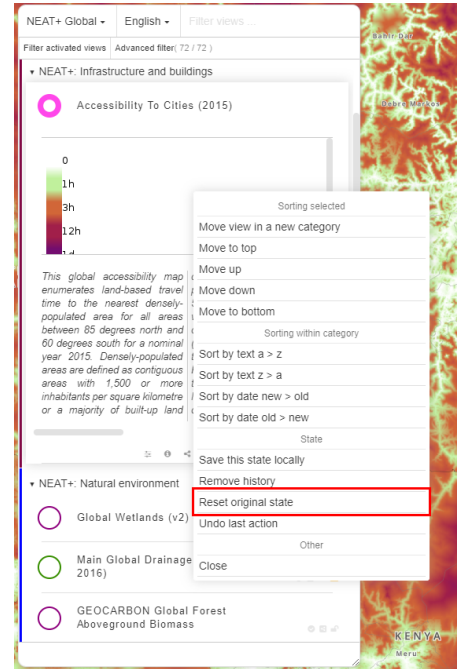 NEAT+ Global
English
Filter views ...
Bahir Dar
Filter activated views
Advanced filter( 72 / 72 )
NEAT+: Infrastructure and buildings
Accessibility To Cities (2015)
Debre Markos
0
1h
3h
12h
1d
This global accessibility map
enumerates land-based travel
time to the nearest densely-
populated area for all areas
between 85 degrees north and
60 degrees south for a nominal
year 2015. Densely-populated
areas are defined as contiguous
areas with 1,500 or more
inhabitants per square kilometre
or a majority of built-up land
Sorting selected
Move view in a new category
Move to top
Move up
Move down
Move to bottom
Sorting within category
Sort by text a > z
Sort by text z > a
Sort by date new > old
Sort by date old > new
State
Save this state locally
Remove history
Reset original state
Undo last action
Other
Close
NEAT+: Natural environment
Global Wetlands (v2)
Main Global Drainage
2016)
GEOCARBON Global Forest
Aboveground Biomass
KENYA
Meru